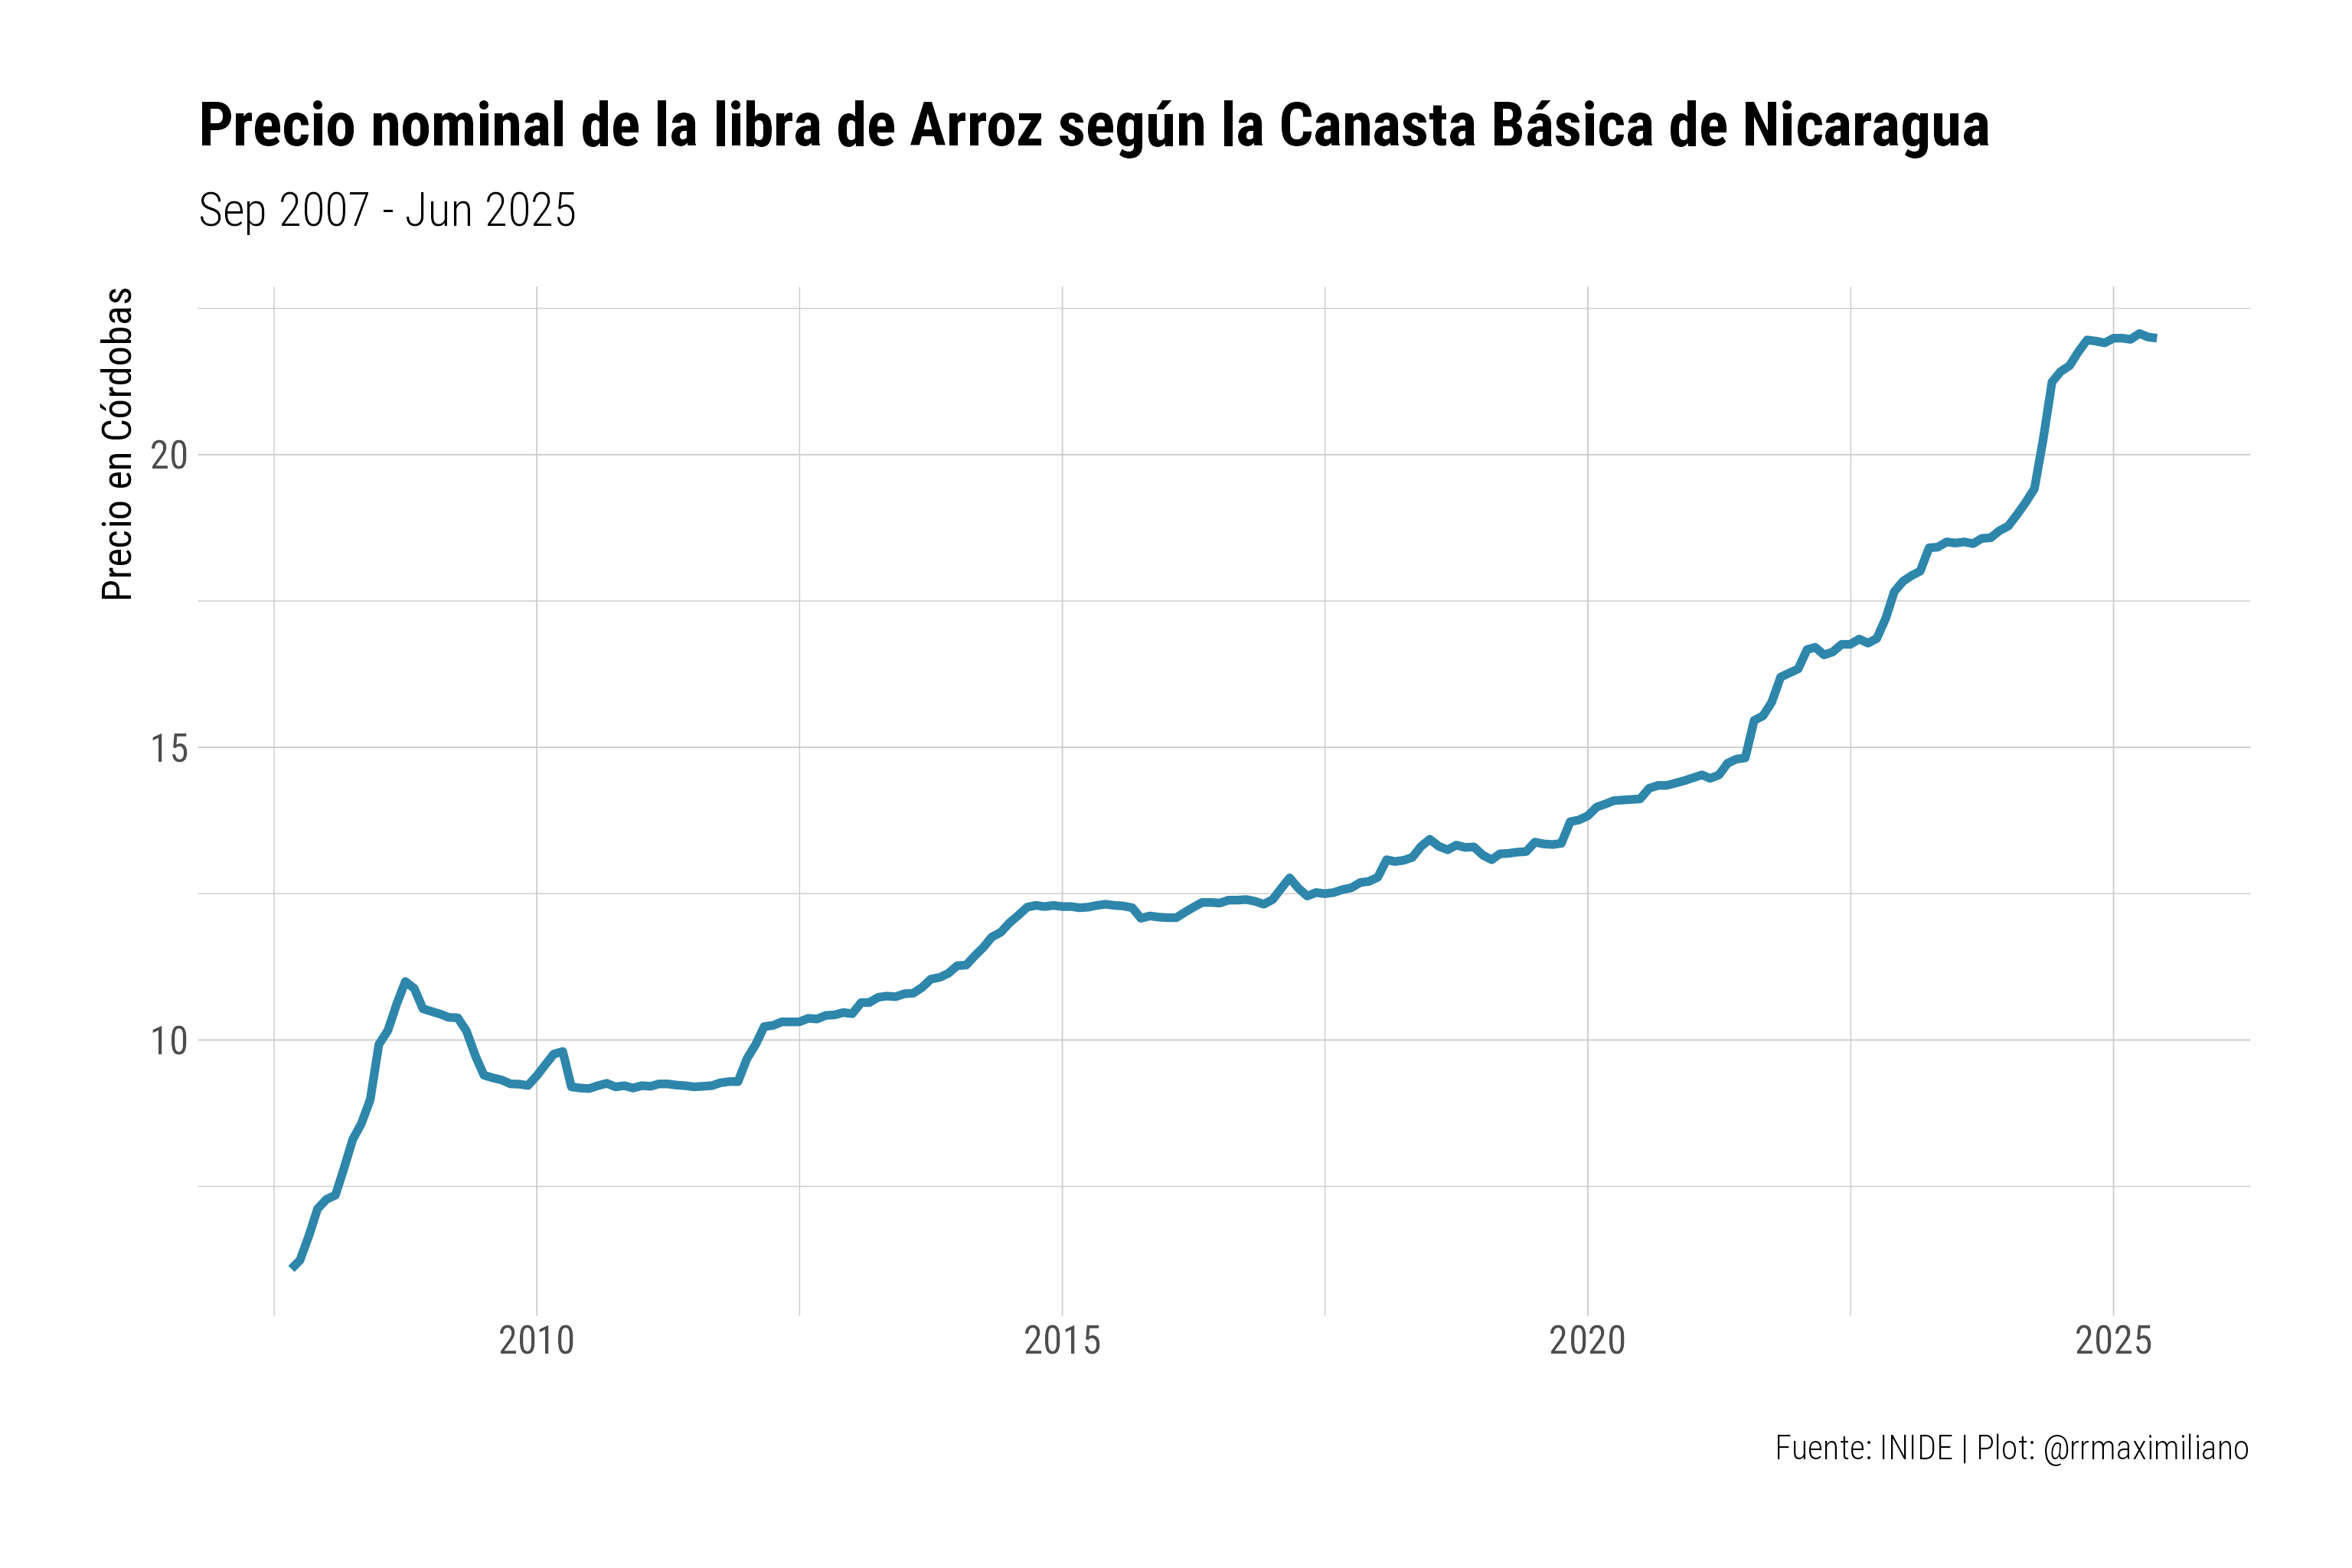 Precio nominal de la libra de Arroz según la Canasta Básica de Nicaragua
Sep 2007 - Jun 2025
Precio en Córdobas
20
15
10
2010
2015
2020
2025
Fuente: INIDE | Plot: @rrmaximiliano